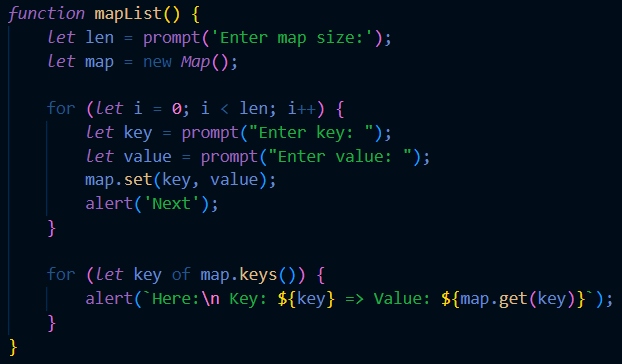 function mapList() {
    let len = prompt('Enter map size:');
    let map = new Map();

    for (let i = 0; i < len; i++) {
        let key = prompt("Enter key: ");
        let value = prompt("Enter value: ");
        map.set(key, value);
        alert('Next');
    }

    for (let key of map.keys()) {
        alert(`Here:\n Key: ${key} => Value: ${map.get(key)}`);
    }
}